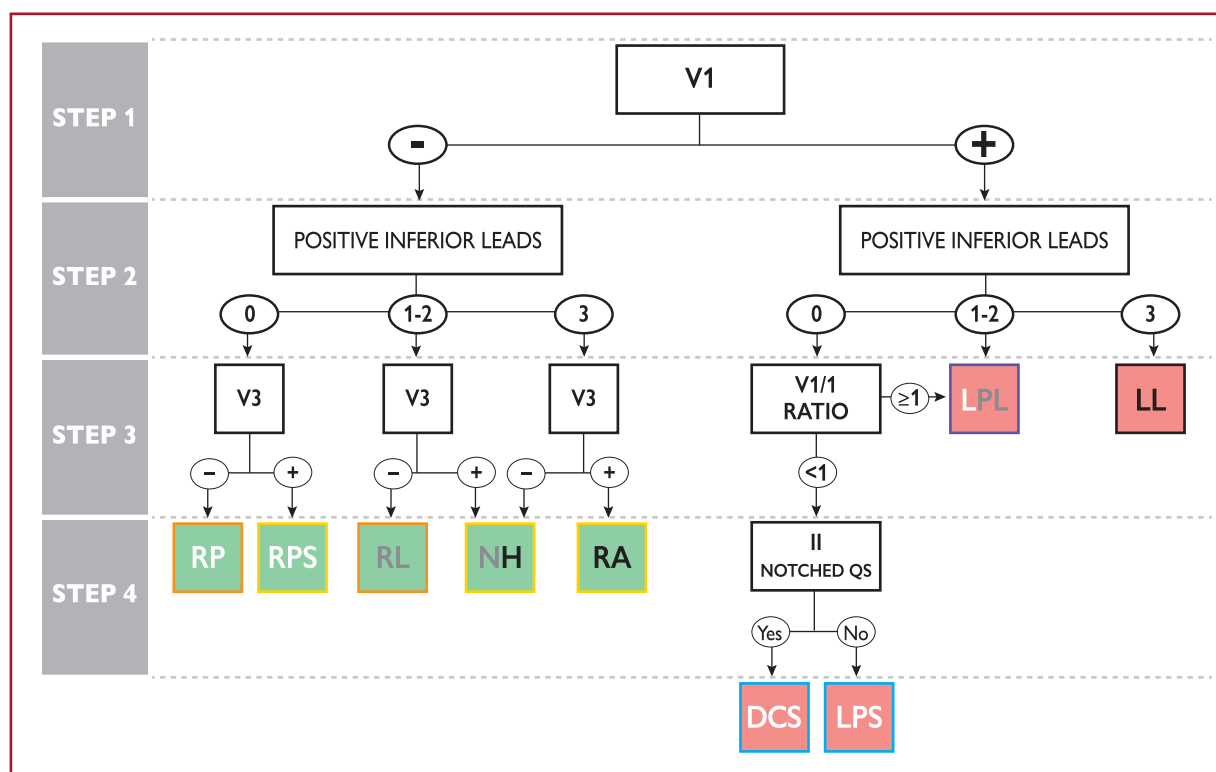 STEP 1
V1
-
+
STEP 2
POSITIVE INFERIOR LEADS
POSITIVE INFERIOR LEADS
0
1-2
3
0
1-2
3
STEP 3
V3
V3
V3
V1/1
RATIO
≥1
LPL
LL
-
+
-
+
-
+
<1
STEP 4
RP
RPS
RL
NH
RA
II
NOTCHED QS
Yes
No
DCS
LPS